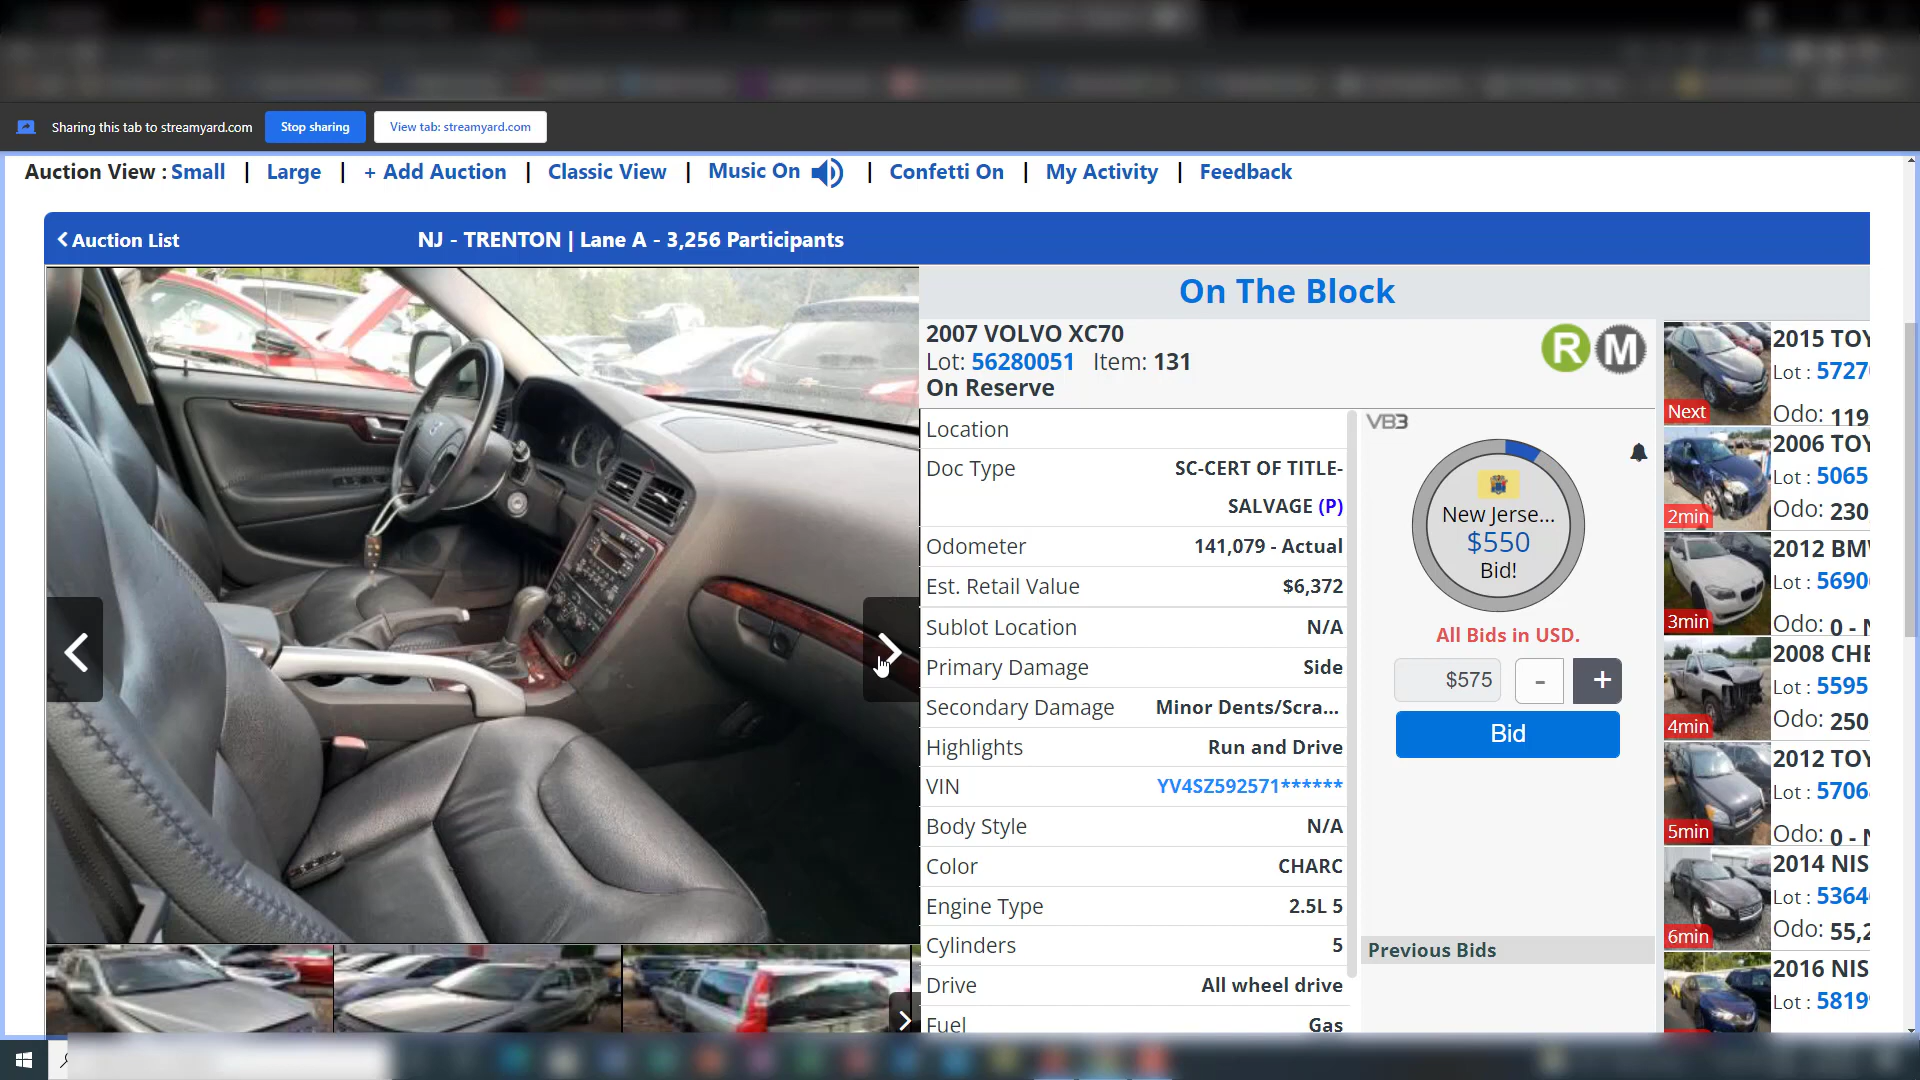 Sharing this tab to streamyard.com
Stop sharing
View tab: streamyard.com
Auction View : Small | Large | + Add Auction | Classic View | Music On | Confetti On | My Activity | Feedback
Auction List
NJ - TRENTON | Lane A - 3,256 Participants
On The Block
2007 VOLVO XC70
Lot: 56280051 Item: 131
On Reserve
R M
Location
Doc Type SC-CERT OF TITLE-
SALVAGE (P)
Odometer 141,079 - Actual
Est. Retail Value $6,372
Sublot Location N/A
Primary Damage Side
Secondary Damage Minor Dents/Scra...
Highlights Run and Drive
VIN YV4SZ592571******
Body Style N/A
Color CHARC
Engine Type 2.5L 5
Cylinders 5
Drive All wheel drive
Fuel Gas
VB3
New Jerse...
$550
Bid!
All Bids in USD.
$575 - +
Bid
Previous Bids
2015 TOY
Lot : 5727
Odo: 119
Next
2006 TOY
Lot : 5065
Odo: 230
2min
2012 BM
Lot : 5690
Odo: 0 - N
3min
2008 CHE
Lot : 5595
Odo: 250
4min
2012 TOY
Lot : 5706
Odo: 0 - N
5min
2014 NIS
Lot : 5364
Odo: 55,2
6min
2016 NIS
Lot : 5819